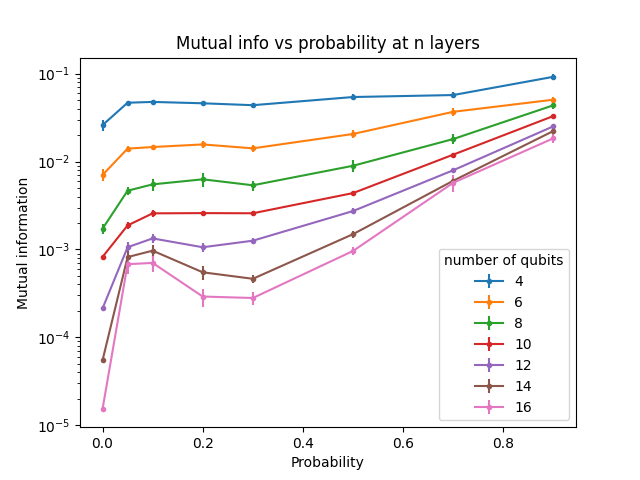 Mutual info vs probability at n layers
Mutual information
10⁻¹
10⁻²
10⁻³
10⁻⁴
10⁻⁵
number of qubits
4
6
8
10
12
14
16
0.0 0.2 0.4 0.6 0.8
Probability